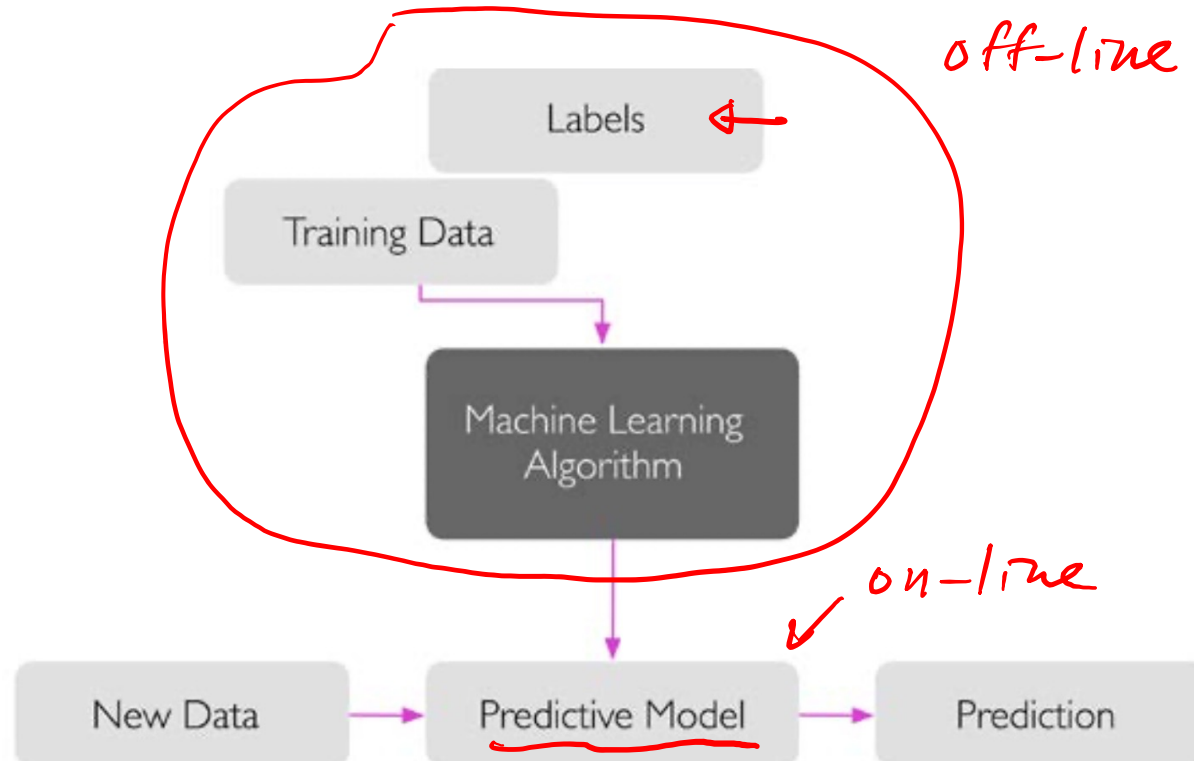 off-line
Labels
Training Data
Machine Learning
Algorithm
on-line
New Data
Predictive Model
Prediction